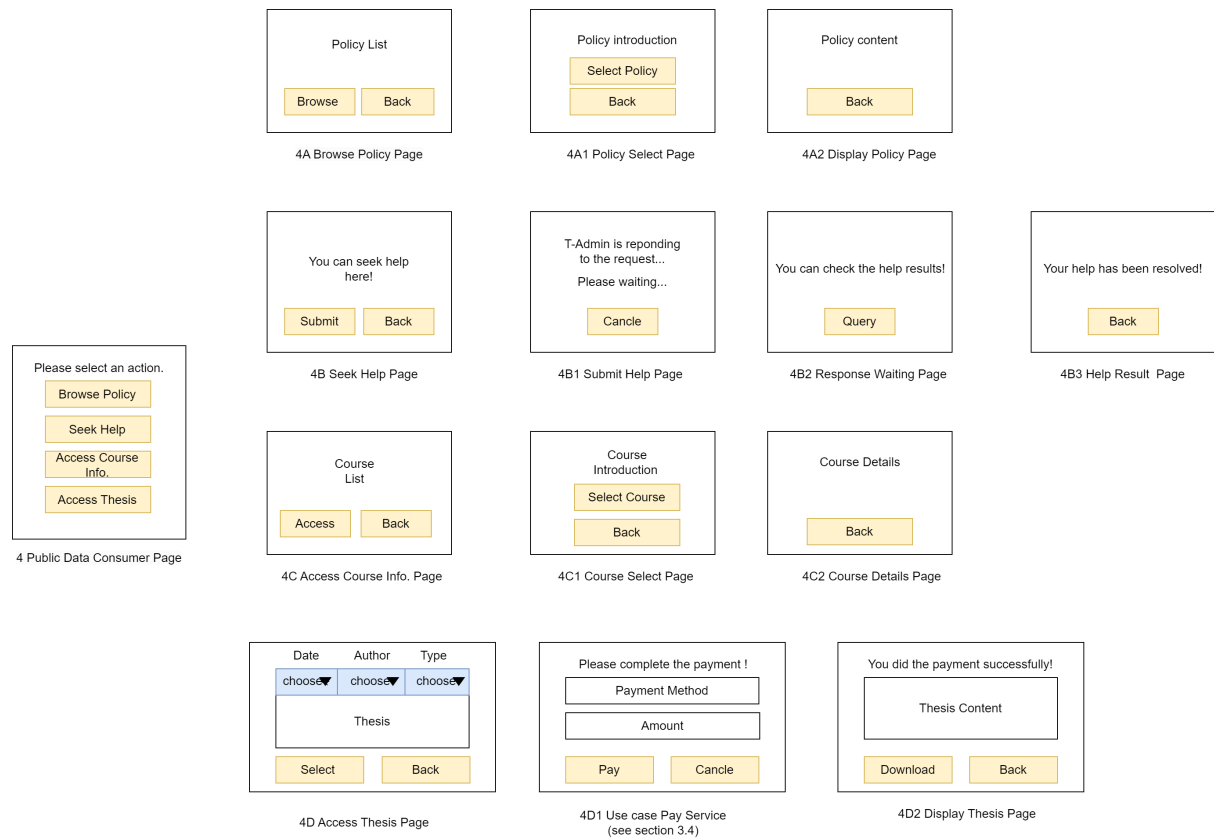 Policy List
Browse
Back
4A Browse Policy Page
Policy introduction
Select Policy
Back
4A1 Policy Select Page
Policy content
Back
4A2 Display Policy Page
You can seek help
here!
Submit
Back
4B Seek Help Page
T-Admin is reponding
to the request...
Please waiting...
Cancle
4B1 Submit Help Page
You can check the help results!
Query
4B2 Response Waiting Page
Your help has been resolved!
Back
4B3 Help Result Page
Please select an action.
Browse Policy
Seek Help
Access Course
Info.
Access Thesis
4 Public Data Consumer Page
Course
List
Access
Back
4C Access Course Info. Page
Course
Introduction
Select Course
Back
4C1 Course Select Page
Course Details
Back
4C2 Course Details Page
Date
Author
Type
choose
choose
choose
Thesis
Select
Back
4D Access Thesis Page
Please complete the payment !
Payment Method
Amount
Pay
Cancle
4D1 Use case Pay Service
(see section 3.4)
You did the payment successfully!
Thesis Content
Download
Back
4D2 Display Thesis Page